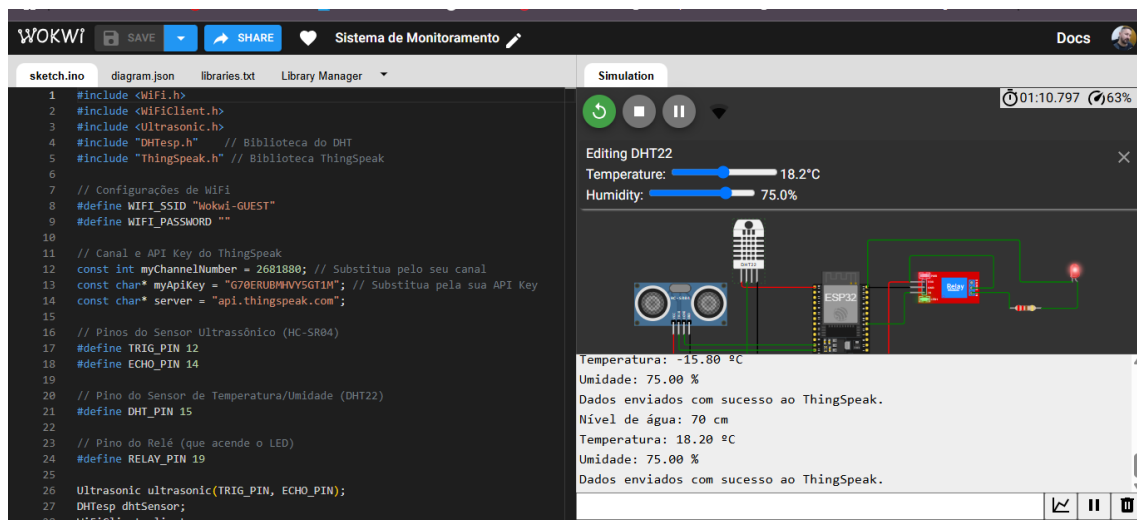 WOKWI SAVE SHARE Sistema de Monitoramento Docs
sketch.ino diagram.json libraries.txt Library Manager
1 #include <WiFi.h>
2 #include <WiFiClient.h>
3 #include <Ultrasonic.h>
4 #include "DHTesp.h" // Biblioteca do DHT
5 #include "ThingSpeak.h" // Biblioteca ThingSpeak
6
7 // Configurações de WiFi
8 #define WIFI_SSID "Wokwi-GUEST"
9 #define WIFI_PASSWORD ""
10
11 // Canal e API Key do ThingSpeak
12 const int myChannelNumber = 2681880; // Substitua pelo seu canal
13 const char* myApiKey = "G70ERUBMHVY5GT1M"; // Substitua pela sua API Key
14 const char* server = "api.thingspeak.com";
15
16 // Pinos do Sensor Ultrassônico (HC-SR04)
17 #define TRIG_PIN 12
18 #define ECHO_PIN 14
19
20 // Pino do Sensor de Temperatura/Umidade (DHT22)
21 #define DHT_PIN 15
22
23 // Pino do Relé (que acende o LED)
24 #define RELAY_PIN 19
25
26 Ultrasonic ultrasonic(TRIG_PIN, ECHO_PIN);
27 DHTesp dhtSensor;
Simulation
01:10.797 63%
Editing DHT22
Temperature: 18.2°C
Humidity: 75.0%
DHT22
HC-SR04
ESP32
Relay
Temperatura: -15.80 ºC
Umidade: 75.00 %
Dados enviados com sucesso ao ThingSpeak.
Nível de água: 70 cm
Temperatura: 18.20 ºC
Umidade: 75.00 %
Dados enviados com sucesso ao ThingSpeak.